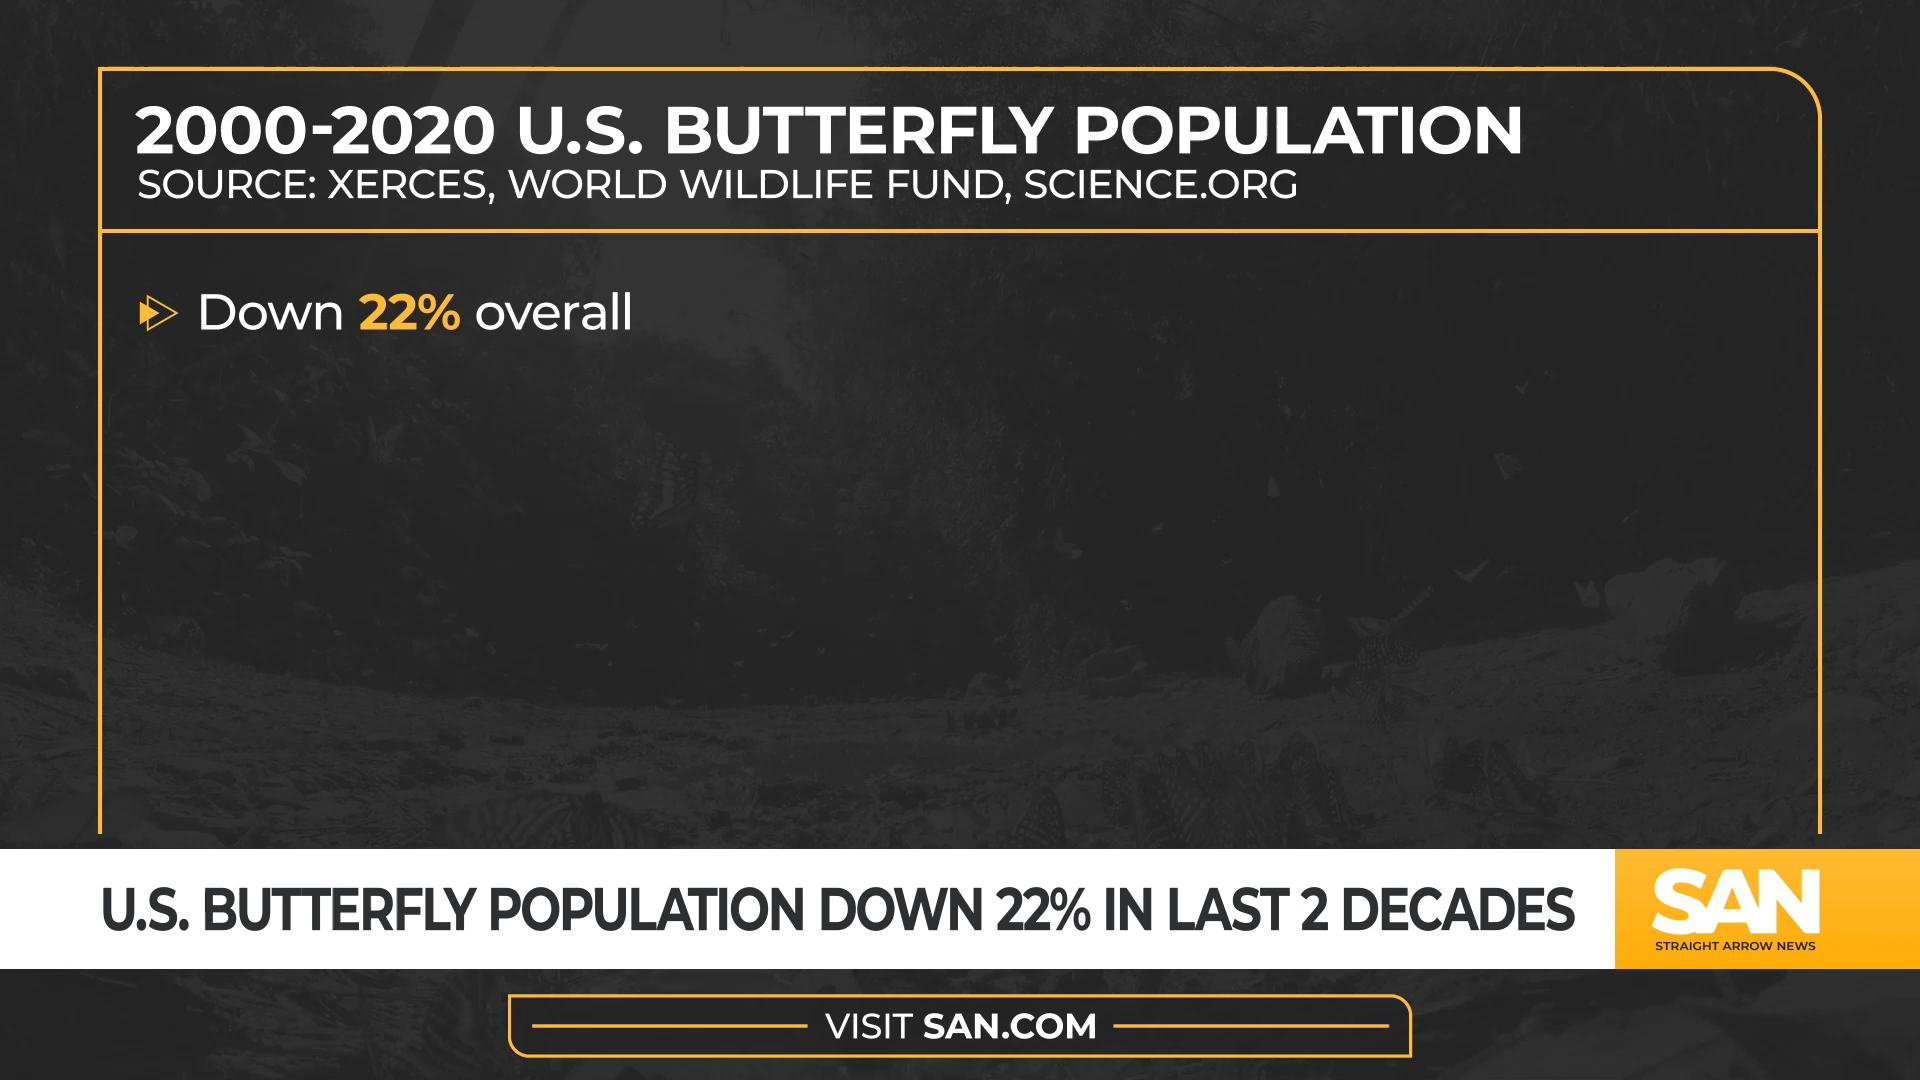 2000-2020 U.S. BUTTERFLY POPULATION
SOURCE: XERCES, WORLD WILDLIFE FUND, SCIENCE.ORG
Down 22% overall
U.S. BUTTERFLY POPULATION DOWN 22% IN LAST 2 DECADES
SAN
STRAIGHT ARROW NEWS
VISIT SAN.COM